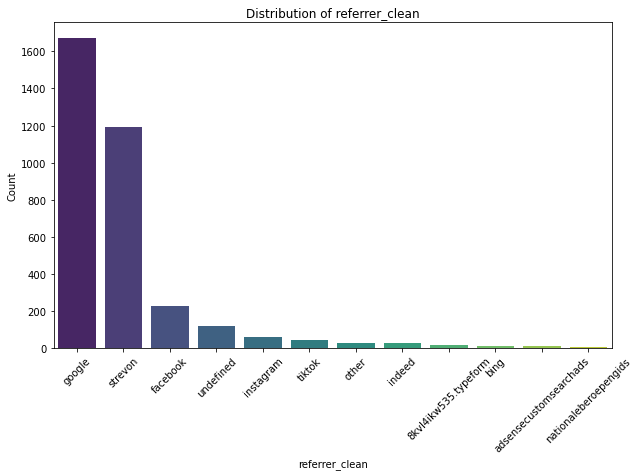 Distribution of referrer_clean
1600
1400
1200
1000
800
600
400
200
0
Count
google
strevon
facebook
undefined
instagram
tiktok
other
indeed
8kvl4ikw535.typeform
bing
adsensecustomsearchads
nationaleberoepengids
referrer_clean